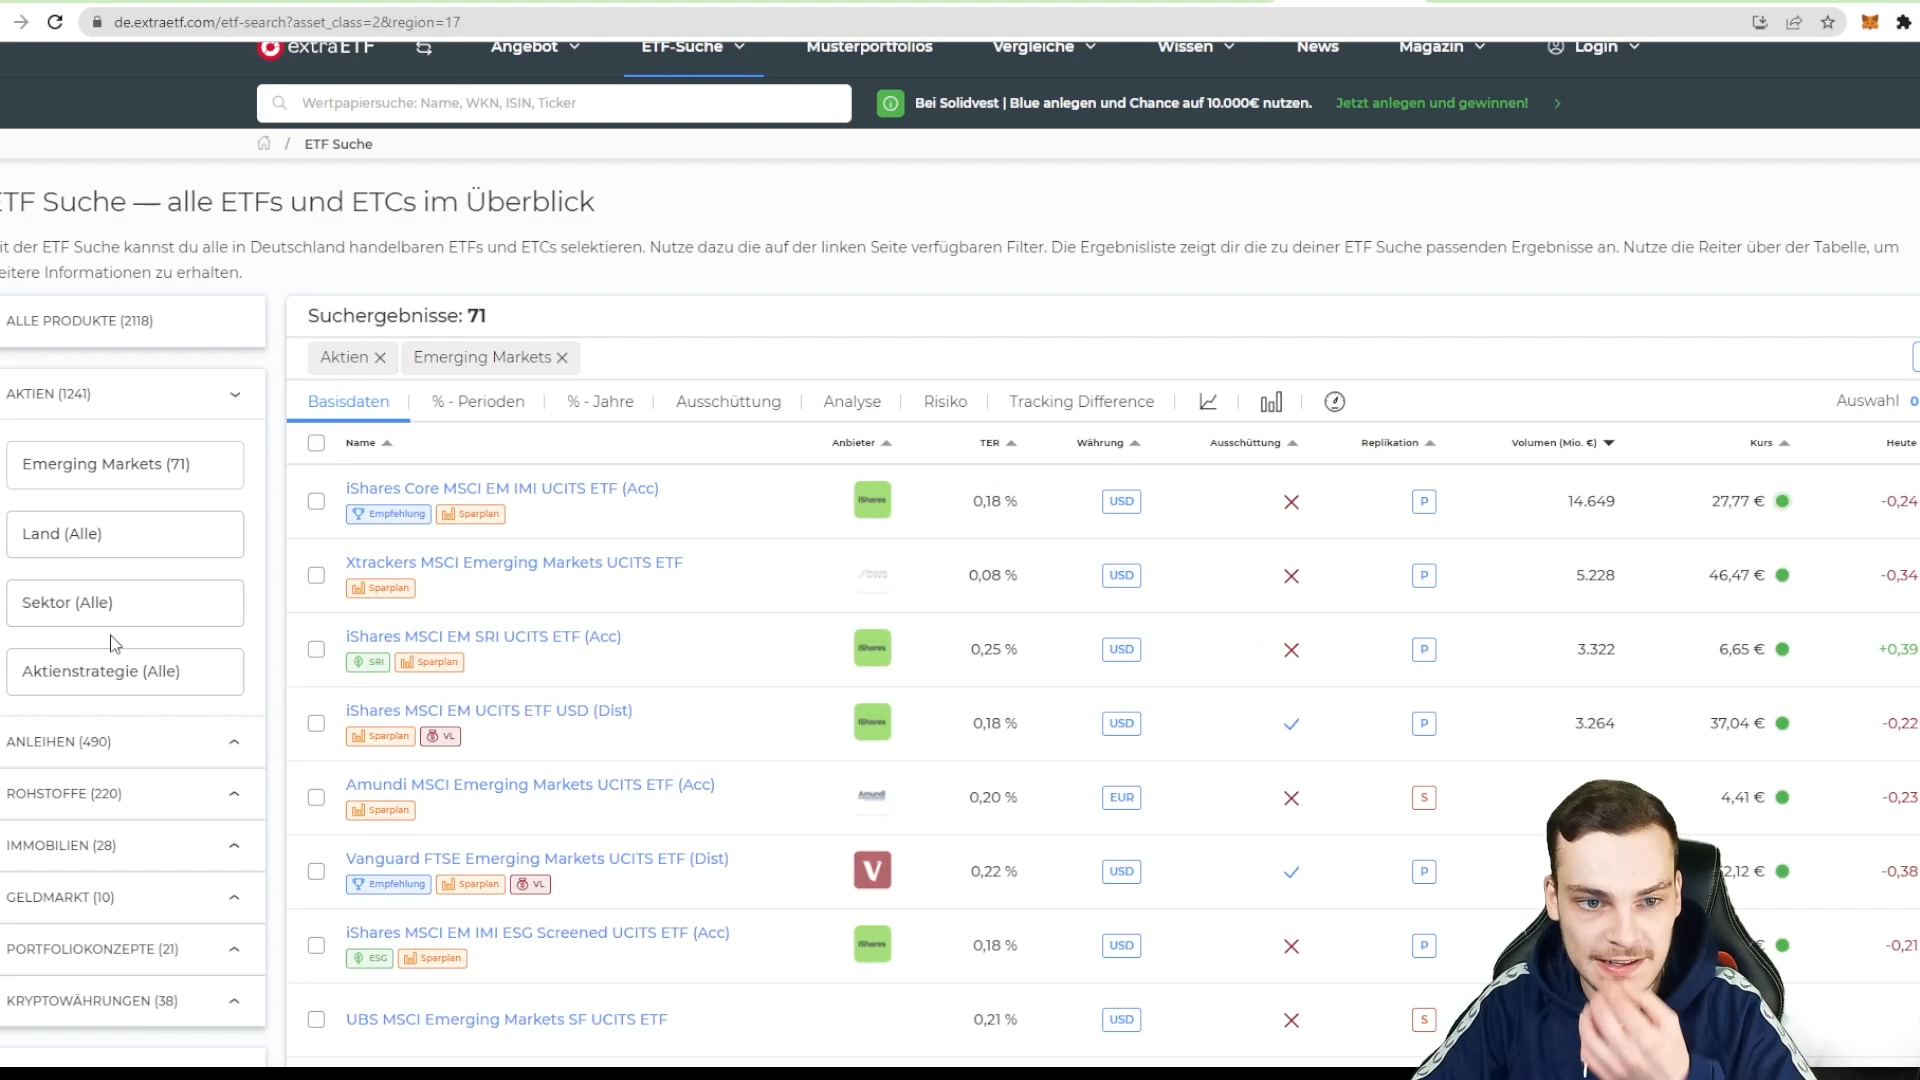 de.extraetf.com/etf-search?asset_class=2&region=17
extraETF Angebot ETF-Suche Musterportfolios Vergleiche Wissen News Magazin Login
Wertpapiersuche: Name, WKN, ISIN, Ticker
Bei Solidvest | Blue anlegen und Chance auf 10.000€ nutzen. Jetzt anlegen und gewinnen!
/ ETF Suche
ETF Suche — alle ETFs und ETCs im Überblick
it der ETF Suche kannst du alle in Deutschland handelbaren ETFs und ETCs selektieren. Nutze dazu die auf der linken Seite verfügbaren Filter. Die Ergebnisliste zeigt dir die zu deiner ETF Suche passenden Ergebnisse an. Nutze die Reiter über der Tabelle, um
eitere Informationen zu erhalten.
ALLE PRODUKTE (2118)
AKTIEN (1241)
Emerging Markets (71)
Land (Alle)
Sektor (Alle)
Aktienstrategie (Alle)
ANLEIHEN (490)
ROHSTOFFE (220)
IMMOBILIEN (28)
GELDMARKT (10)
PORTFOLIOKONZEPTE (21)
KRYPTOWÄHRUNGEN (38)
Suchergebnisse: 71
Aktien Emerging Markets
Basisdaten | % - Perioden | % - Jahre | Ausschüttung | Analyse | Risiko | Tracking Difference Auswahl 0
Name Anbieter TER Währung Ausschüttung Replikation Volumen (Mio. €) Kurs Heute
iShares Core MSCI EM IMI UCITS ETF (Acc) iShares 0,18 % USD P 14.649 27,77 € -0,24
Empfehlung Sparplan
Xtrackers MSCI Emerging Markets UCITS ETF DWS 0,08 % USD P 5.228 46,47 € -0,34
Sparplan
iShares MSCI EM SRI UCITS ETF (Acc) iShares 0,25 % USD P 3.322 6,65 € +0,39
SRI Sparplan
iShares MSCI EM UCITS ETF USD (Dist) iShares 0,18 % USD P 3.264 37,04 € -0,22
Sparplan VL
Amundi MSCI Emerging Markets UCITS ETF (Acc) Amundi 0,20 % EUR S 4,41 € -0,23
Sparplan
Vanguard FTSE Emerging Markets UCITS ETF (Dist) V 0,22 % USD P 2,12 € -0,38
Empfehlung Sparplan VL
iShares MSCI EM IMI ESG Screened UCITS ETF (Acc) iShares 0,18 % USD P € -0,21
ESG Sparplan
UBS MSCI Emerging Markets SF UCITS ETF 0,21 % USD S